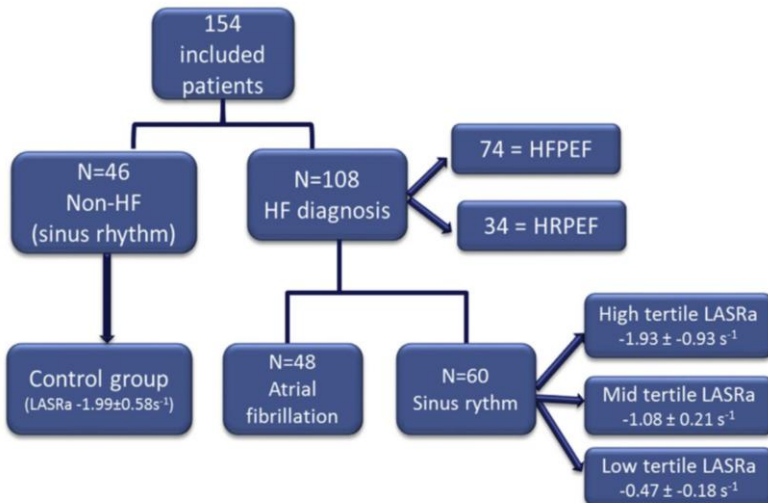 154
included
patients
N=46
Non-HF
(sinus rhythm)
N=108
HF diagnosis
74 = HFPEF
34 = HRPEF
Control group
(LASRa -1.99±0.58s⁻¹)
N=48
Atrial
fibrillation
N=60
Sinus rythm
High tertile LASRa
-1.93 ± -0.93 s⁻¹
Mid tertile LASRa
-1.08 ± 0.21 s⁻¹
Low tertile LASRa
-0.47 ± -0.18 s⁻¹